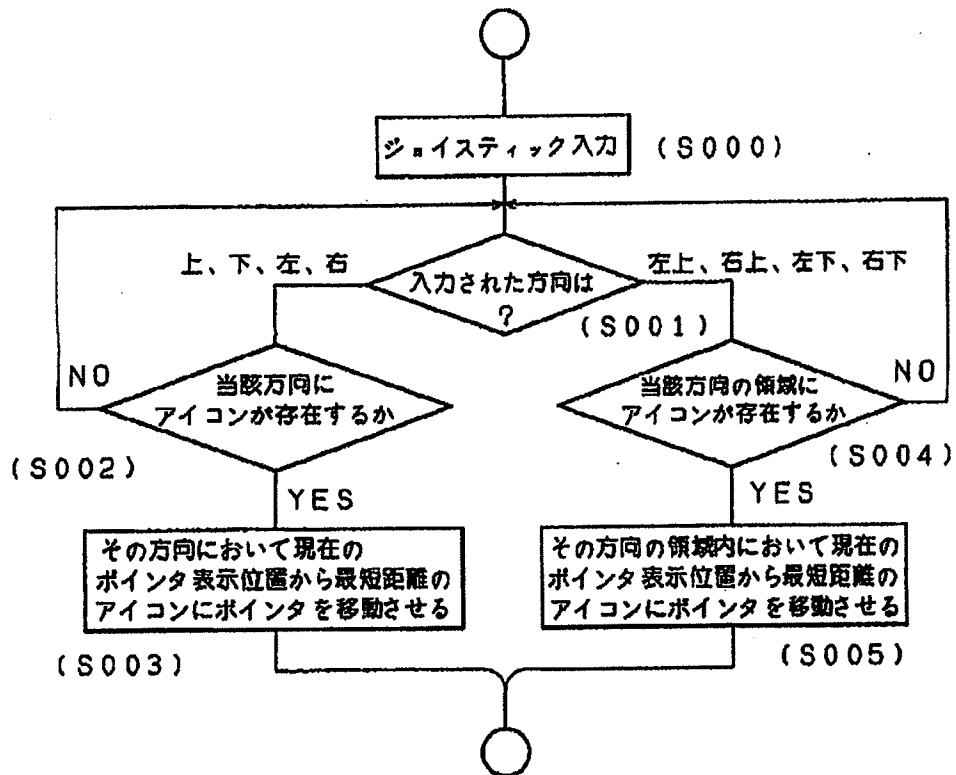 ジョイスティック入力 (S000)
上、下、左、右
左上、右上、左下、右下
入力された方向は
?
(S001)
NO
当該方向に
アイコンが存在するか
(S002)
当該方向の領域に
アイコンが存在するか
NO
(S004)
YES
YES
その方向において現在の
ポインタ表示位置から最短距離の
アイコンにポインタを移動させる
(S003)
その方向の領域内において現在の
ポインタ表示位置から最短距離の
アイコンにポインタを移動させる
(S005)